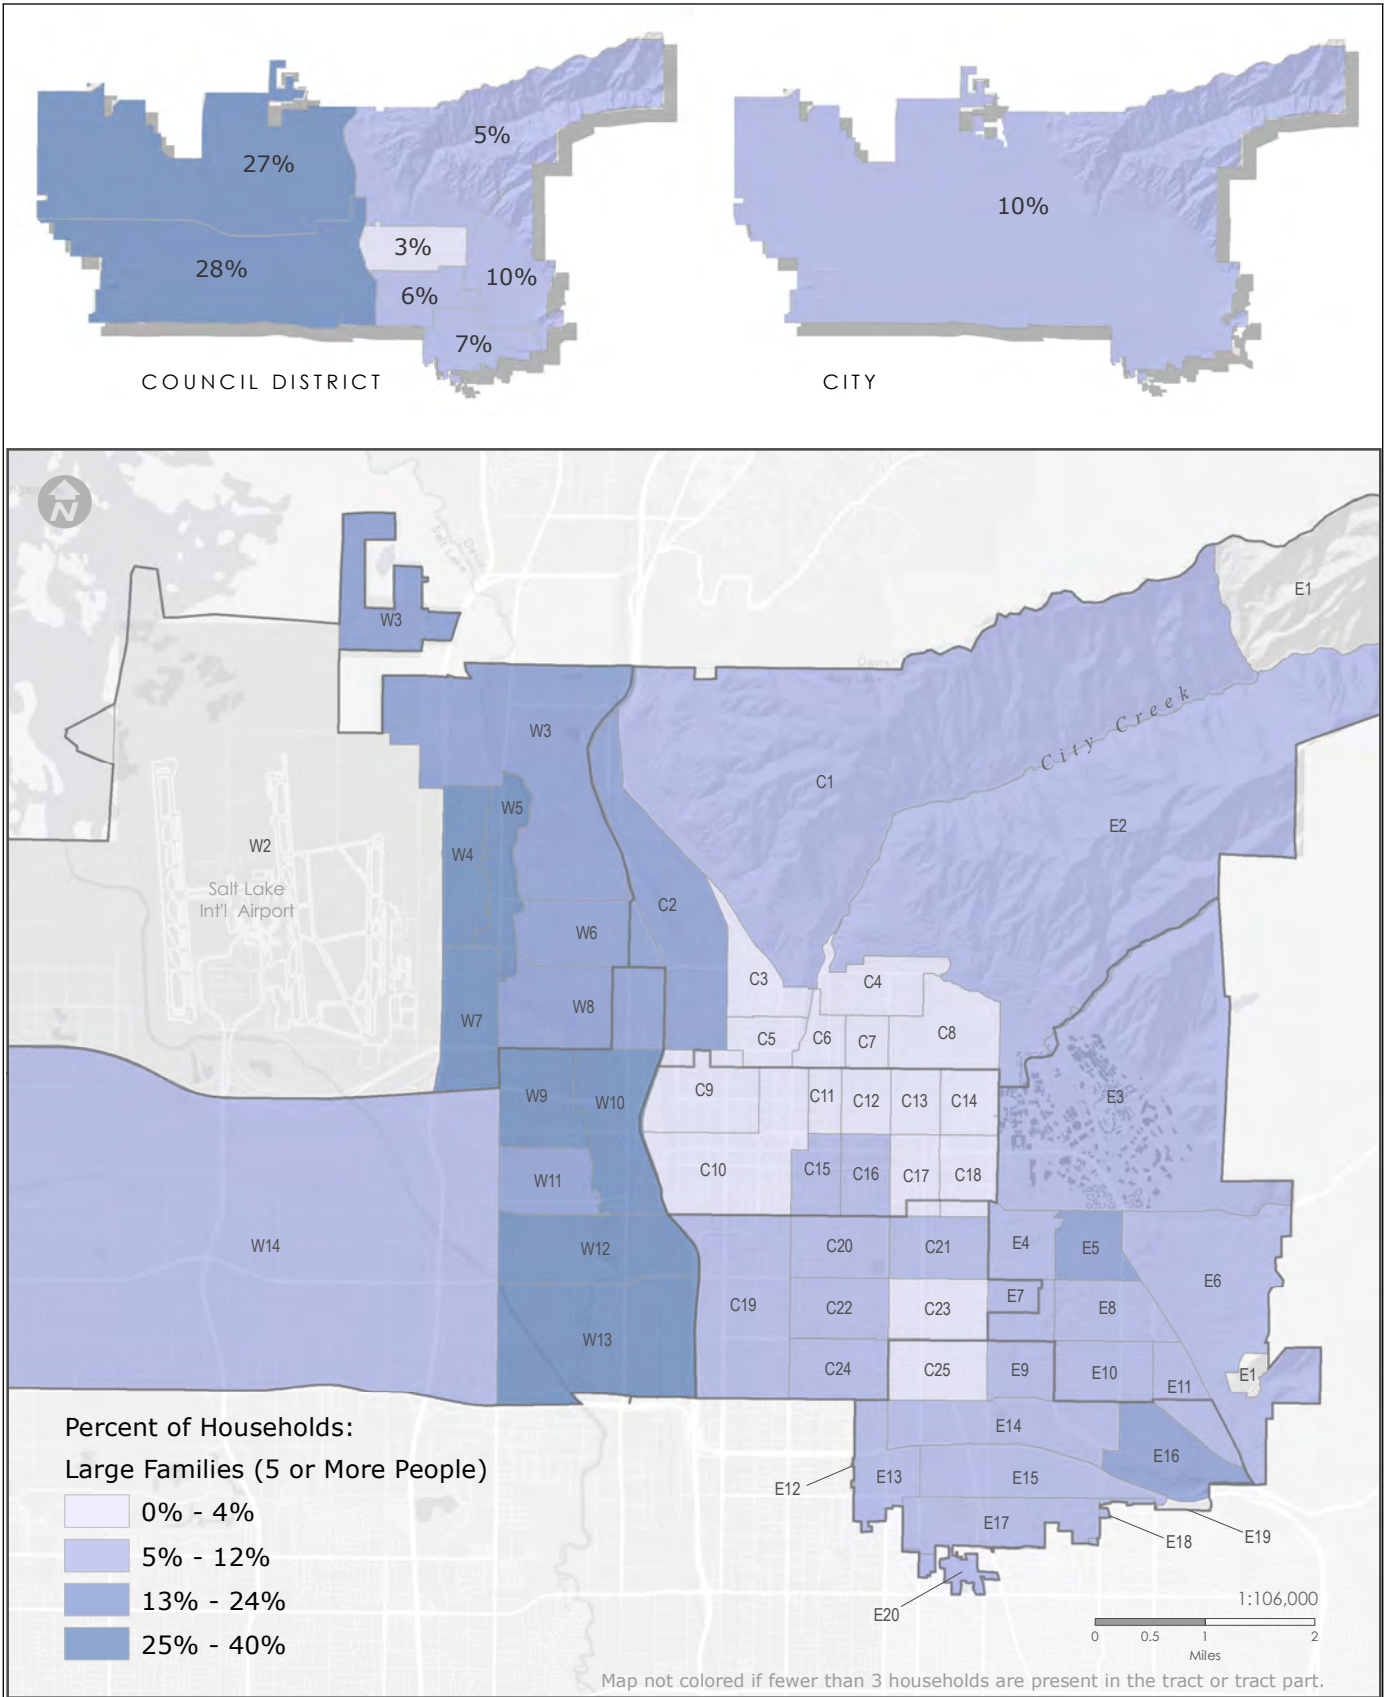 27%
5%
3%
28%
10%
6%
7%
COUNCIL DISTRICT
10%
CITY
N
Davis
Salt Lake
E1
W3
Davis
W3
City Creek
C1
W5
E2
W2
W4
Salt Lake
Int'l Airport
C2
W6
C3
C4
W8
W7
C5
C6
C7
C8
C9
W9
W10
C11
C12
C13
C14
E3
C10
C15
C16
C17
C18
W11
W14
W12
C20
C21
E4
E5
E6
C19
C22
C23
E7
E8
W13
C24
C25
E9
E10
E11
E1
Percent of Households:
Large Families (5 or More People)
0% - 4%
5% - 12%
13% - 24%
25% - 40%
E14
E16
E12
E13
E15
E17
E18
E19
E20
1:106,000
0 0.5 1 2
Miles
Map not colored if fewer than 3 households are present in the tract or tract part.